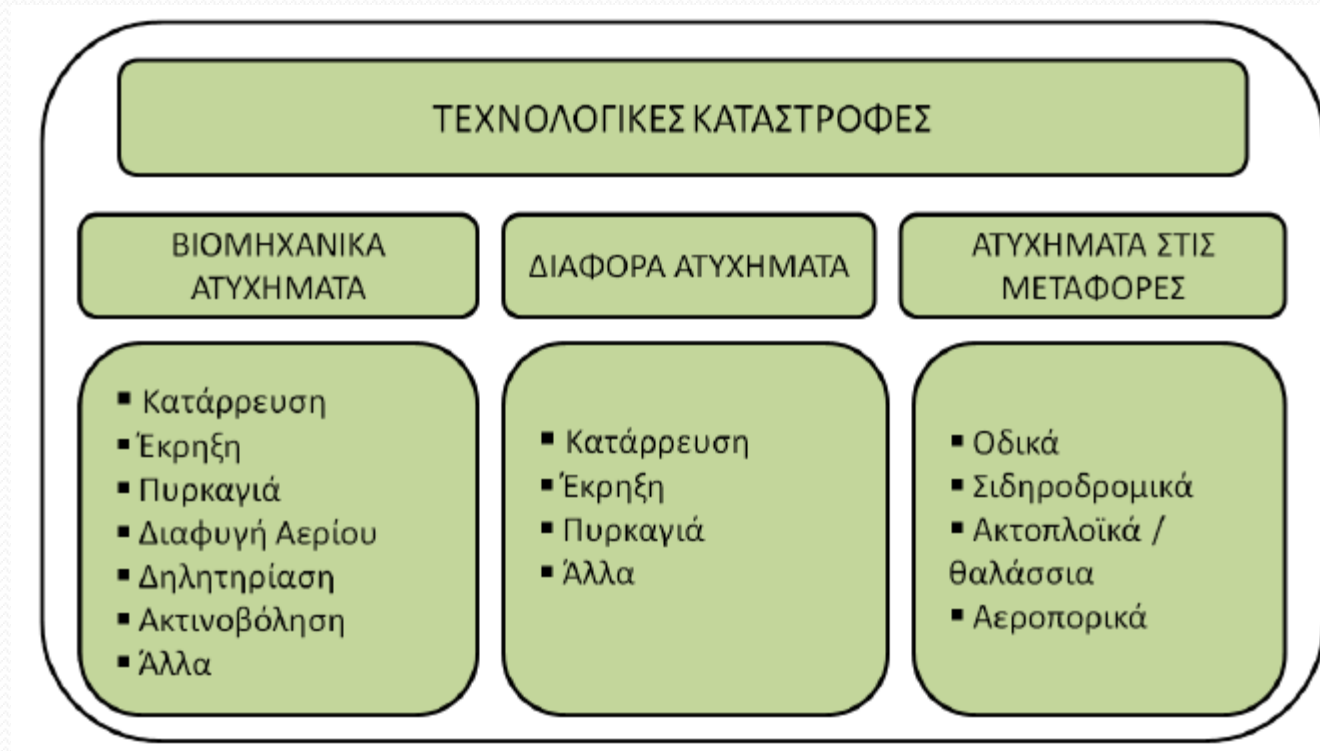 ΤΕΧΝΟΛΟΓΙΚΕΣ ΚΑΤΑΣΤΡΟΦΕΣ
ΒΙΟΜΗΧΑΝΙΚΑ
ΑΤΥΧΗΜΑΤΑ
▪ Κατάρρευση
▪ Έκρηξη
▪ Πυρκαγιά
▪ Διαφυγή Αερίου
▪ Δηλητηρίαση
▪ Ακτινοβόληση
▪ Άλλα
ΔΙΑΦΟΡΑ ΑΤΥΧΗΜΑΤΑ
▪ Κατάρρευση
▪ Έκρηξη
▪ Πυρκαγιά
▪ Άλλα
ΑΤΥΧΗΜΑΤΑ ΣΤΙΣ
ΜΕΤΑΦΟΡΕΣ
▪ Οδικά
▪ Σιδηροδρομικά
▪ Ακτοπλοϊκά /
θαλάσσια
▪ Αεροπορικά